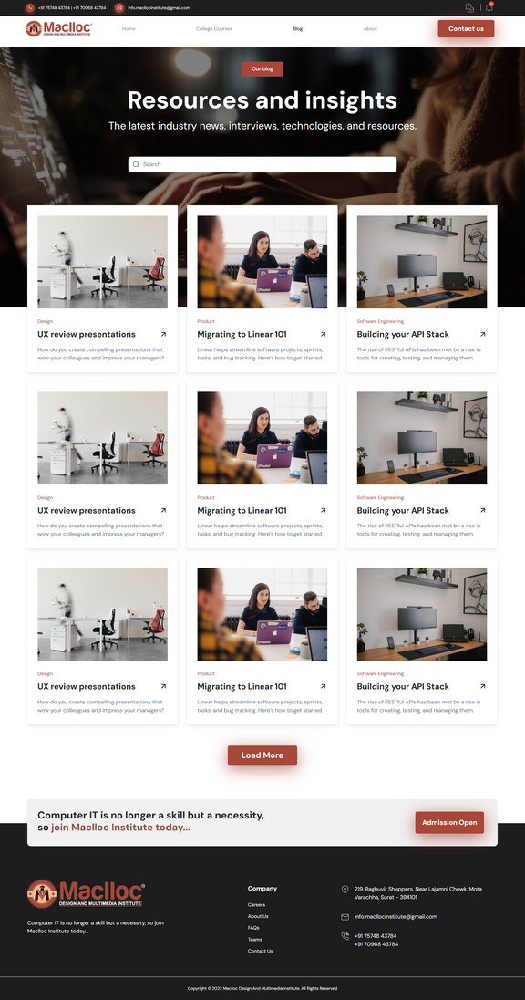 +91 75748 43784 | +91 70968 43784
Info.macllocinstitute@gmail.com
Maclloc®
DESIGN AND MULTIMEDIA INSTITUTE
Home
College Courses
Blog
About
Contact us
Our blog
Resources and insights
The latest industry news, interviews, technologies, and resources.
Search
Design
UX review presentations
How do you create compelling presentations that
wow your colleagues and impress your managers?
Product
Migrating to Linear 101
Linear helps streamline software projects, sprints,
tasks, and bug tracking. Here's how to get started.
Software Engineering
Building your API Stack
The rise of RESTful APIs has been met by a rise in
tools for creating, testing, and managing them.
Design
UX review presentations
How do you create compelling presentations that
wow your colleagues and impress your managers?
Product
Migrating to Linear 101
Linear helps streamline software projects, sprints,
tasks, and bug tracking. Here's how to get started.
Software Engineering
Building your API Stack
The rise of RESTful APIs has been met by a rise in
tools for creating, testing, and managing them.
Design
UX review presentations
How do you create compelling presentations that
wow your colleagues and impress your managers?
Product
Migrating to Linear 101
Linear helps streamline software projects, sprints,
tasks, and bug tracking. Here's how to get started.
Software Engineering
Building your API Stack
The rise of RESTful APIs has been met by a rise in
tools for creating, testing, and managing them.
Load More
Computer IT is no longer a skill but a necessity,
so join Maclloc Institute today...
Admission Open
Maclloc®
DESIGN AND MULTIMEDIA INSTITUTE
Computer IT is no longer a skill but a necessity, so join
Maclloc Institute today...
Company
Careers
About Us
FAQs
Teams
Contact Us
219, Raghuvir Shoppers, Near Lajamni Chowk, Mota
Varachha, Surat - 394101
Info.macllocinstitute@gmail.com
+91 75748 43784
+91 70968 43784
Copyright © 2023 Maclloc Design And Multimedia Institute. All Rights Reserved